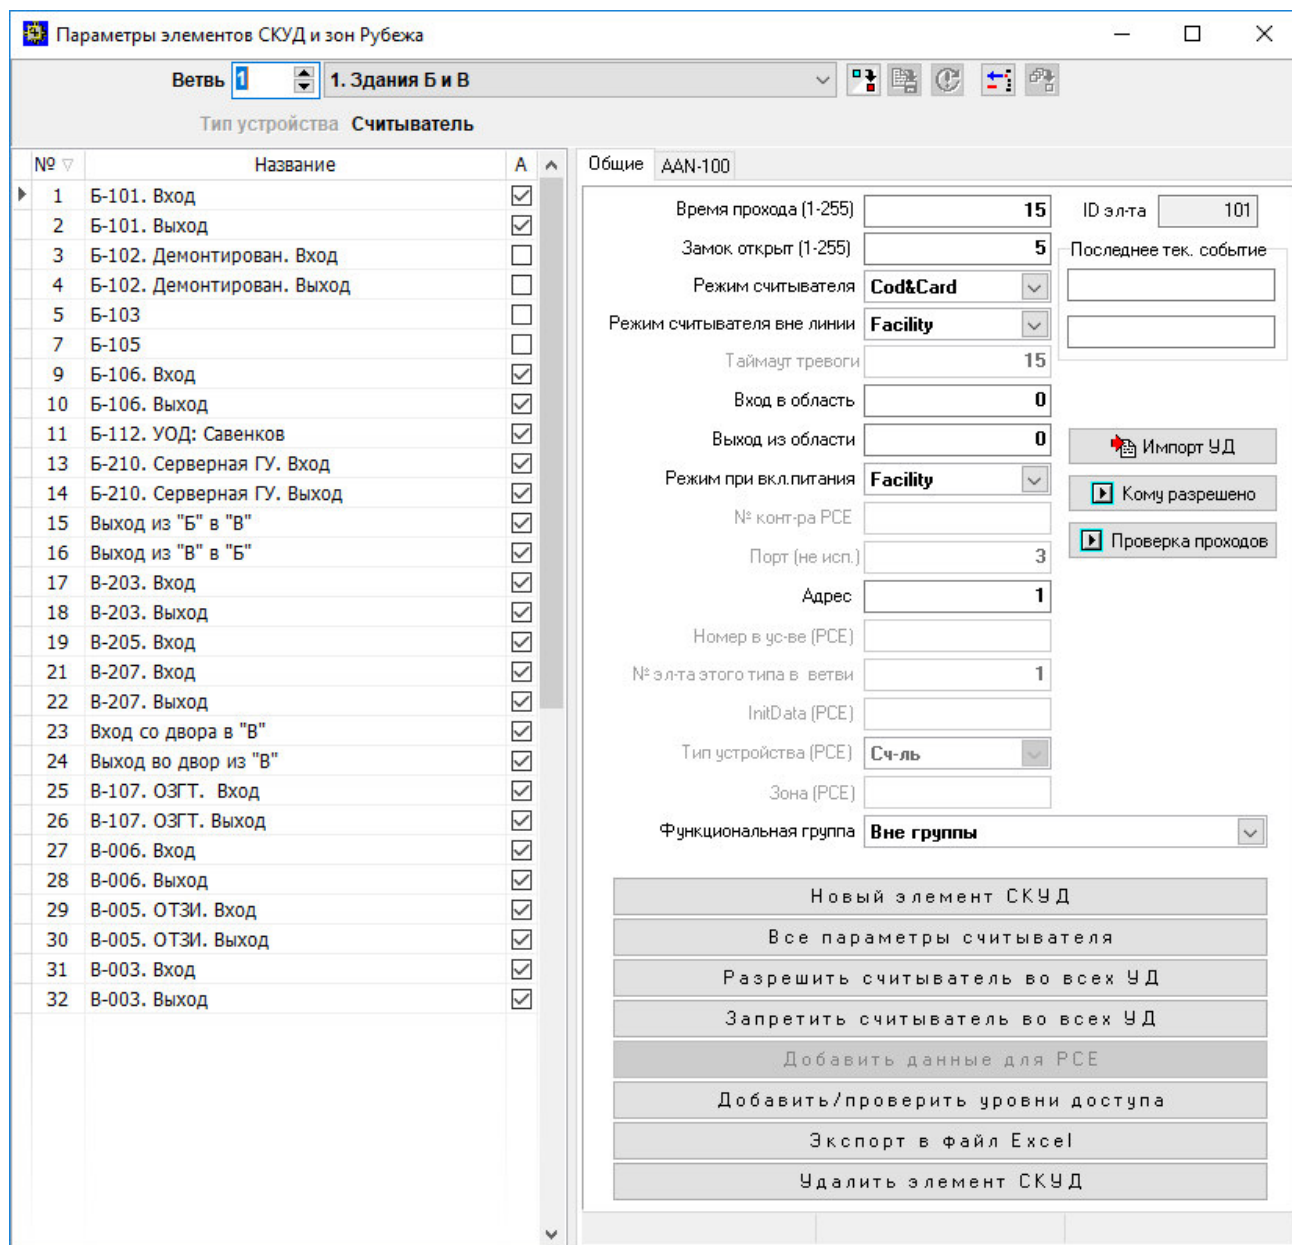 Параметры элементов СКУД и зон Рубежа
Ветвь 1 1. Здания Б и В
Тип устройства Считыватель
№ Название A
1 Б-101. Вход
2 Б-101. Выход
3 Б-102. Демонтирован. Вход
4 Б-102. Демонтирован. Выход
5 Б-103
7 Б-105
9 Б-106. Вход
10 Б-106. Выход
11 Б-112. УОД: Савенков
13 Б-210. Серверная ГУ. Вход
14 Б-210. Серверная ГУ. Выход
15 Выход из "Б" в "В"
16 Выход из "В" в "Б"
17 В-203. Вход
18 В-203. Выход
19 В-205. Вход
21 В-207. Вход
22 В-207. Выход
23 Вход со двора в "В"
24 Выход во двор из "В"
25 В-107. ОЗГТ. Вход
26 В-107. ОЗГТ. Выход
27 В-006. Вход
28 В-006. Выход
29 В-005. ОТЗИ. Вход
30 В-005. ОТЗИ. Выход
31 В-003. Вход
32 В-003. Выход
Общие AAN-100
Время прохода (1-255) 15
Замок открыт (1-255) 5
Режим считывателя Cod&Card
Режим считывателя вне линии Facility
Таймаут тревоги 15
Вход в область 0
Выход из области 0
Режим при вкл.питания Facility
№ конт-ра PCE
Порт (не исп.) 3
Адрес 1
Номер в ус-ве (PCE)
№ эл-та этого типа в ветви 1
InitData (PCE)
Тип устройства (PCE) Сч-ль
Зона (PCE)
Функциональная группа Вне группы
ID эл-та 101
Последнее тек. событие
Импорт УД
Кому разрешено
Проверка проходов
Новый элемент СКУД
Все параметры считывателя
Разрешить считыватель во всех УД
Запретить считыватель во всех УД
Добавить данные для PCE
Добавить/проверить уровни доступа
Экспорт в файл Excel
Удалить элемент СКУД